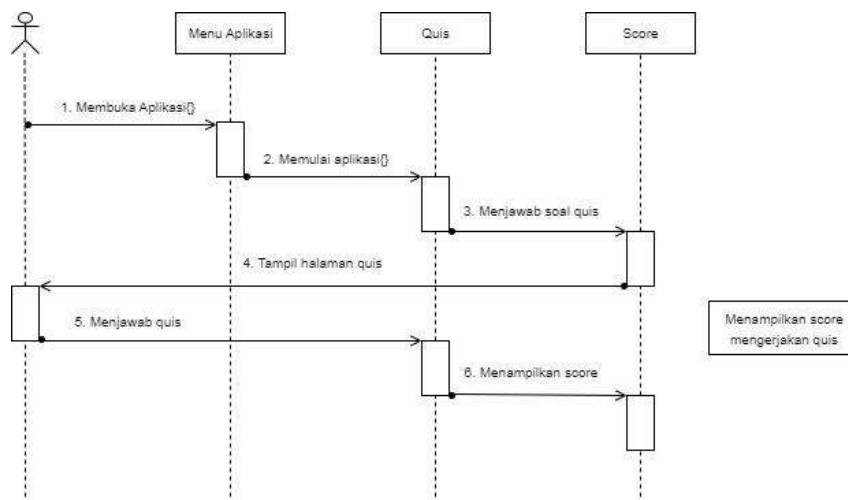 Menu Aplikasi
Quis
Score
1. Membuka Aplikasi{}
2. Memulai aplikasi{}
3. Menjawab soal quis
4. Tampil halaman quis
5. Menjawab quis
Menampilkan score
mengerjakan quis
6. Menampilkan score